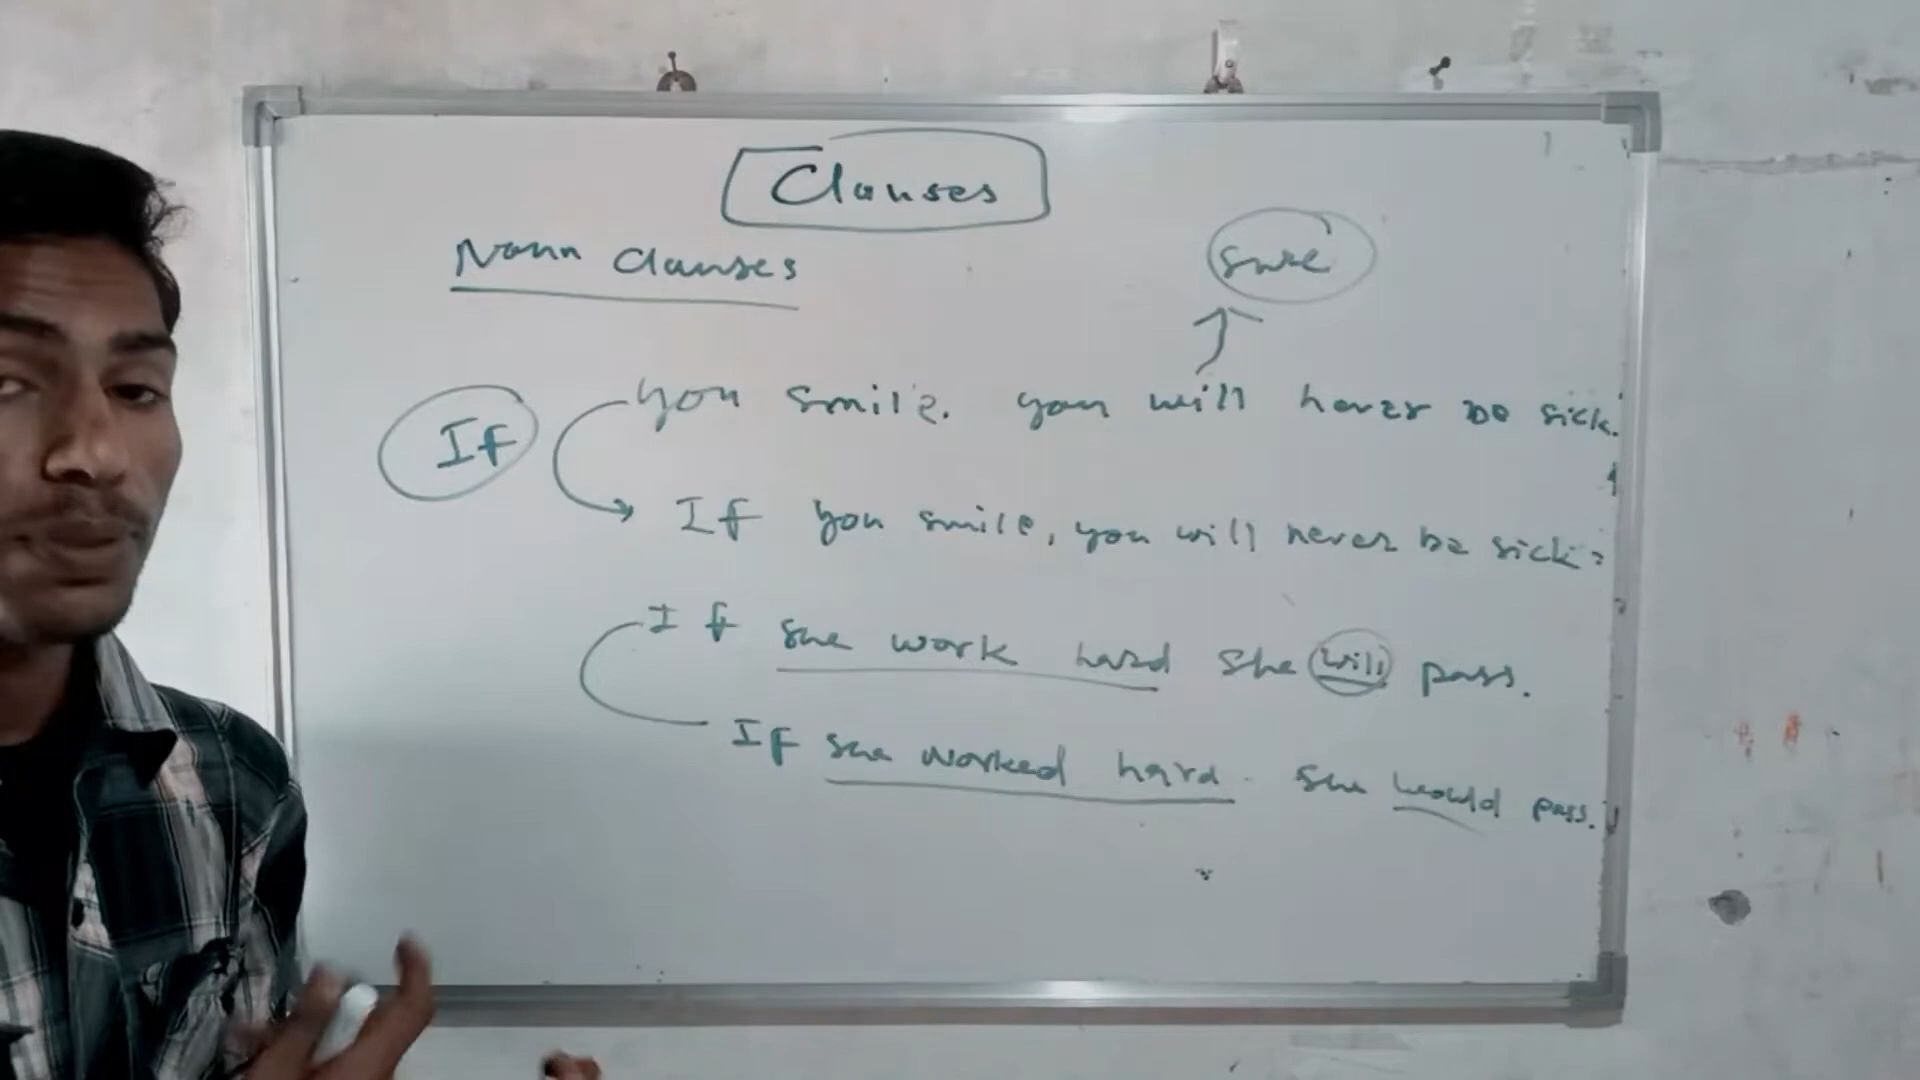 Clauses
Noun Clauses
sure
If
you smile. you will never be sick.
If you smile, you will never be sick.
If she work hard she will pass.
If she worked hard. she would pass.